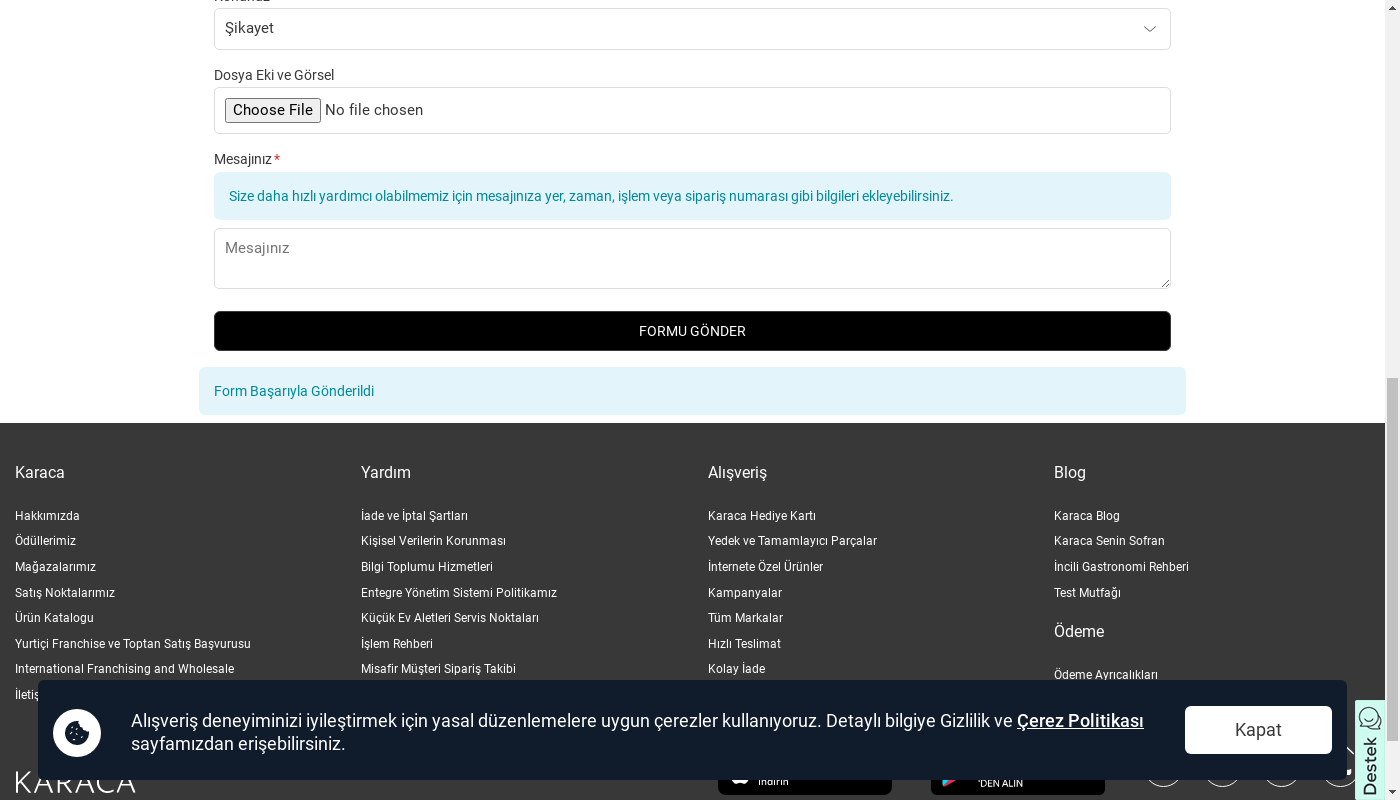 Şikayet
Dosya Eki ve Görsel
Choose File No file chosen
Mesajınız*
Size daha hızlı yardımcı olabilmemiz için mesajınıza yer, zaman, işlem veya sipariş numarası gibi bilgileri ekleyebilirsiniz.
Mesajınız
FORMU GÖNDER
Form Başarıyla Gönderildi
Karaca
Hakkımızda
Ödüllerimiz
Mağazalarımız
Satış Noktalarımız
Ürün Katalogu
Yurtiçi Franchise ve Toptan Satış Başvurusu
International Franchising and Wholesale
Yardım
İade ve İptal Şartları
Kişisel Verilerin Korunması
Bilgi Toplumu Hizmetleri
Entegre Yönetim Sistemi Politikamız
Küçük Ev Aletleri Servis Noktaları
İşlem Rehberi
Misafir Müşteri Sipariş Takibi
Alışveriş
Karaca Hediye Kartı
Yedek ve Tamamlayıcı Parçalar
İnternete Özel Ürünler
Kampanyalar
Tüm Markalar
Hızlı Teslimat
Kolay İade
Blog
Karaca Blog
Karaca Senin Sofran
İncili Gastronomi Rehberi
Test Mutfağı
Ödeme
Ödeme Ayrıcalıkları
Alışveriş deneyiminizi iyileştirmek için yasal düzenlemelere uygun çerezler kullanıyoruz. Detaylı bilgiye Gizlilik ve Çerez Politikası
sayfamızdan erişebilirsiniz.
Kapat
Destek
KARACA
indirin
'DEN ALIN